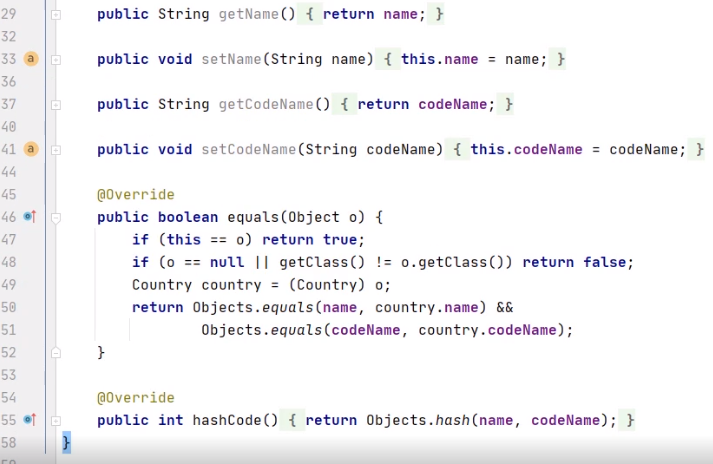 29 public String getName() { return name; }
32
33 a public void setName(String name) { this.name = name; }
36
37 public String getCodeName() { return codeName; }
40
41 a public void setCodeName(String codeName) { this.codeName = codeName; }
44
45 @Override
46 public boolean equals(Object o) {
47 if (this == o) return true;
48 if (o == null || getClass() != o.getClass()) return false;
49 Country country = (Country) o;
50 return Objects.equals(name, country.name) &&
51 Objects.equals(codeName, country.codeName);
52 }
53
54 @Override
55 public int hashCode() { return Objects.hash(name, codeName); }
58 }